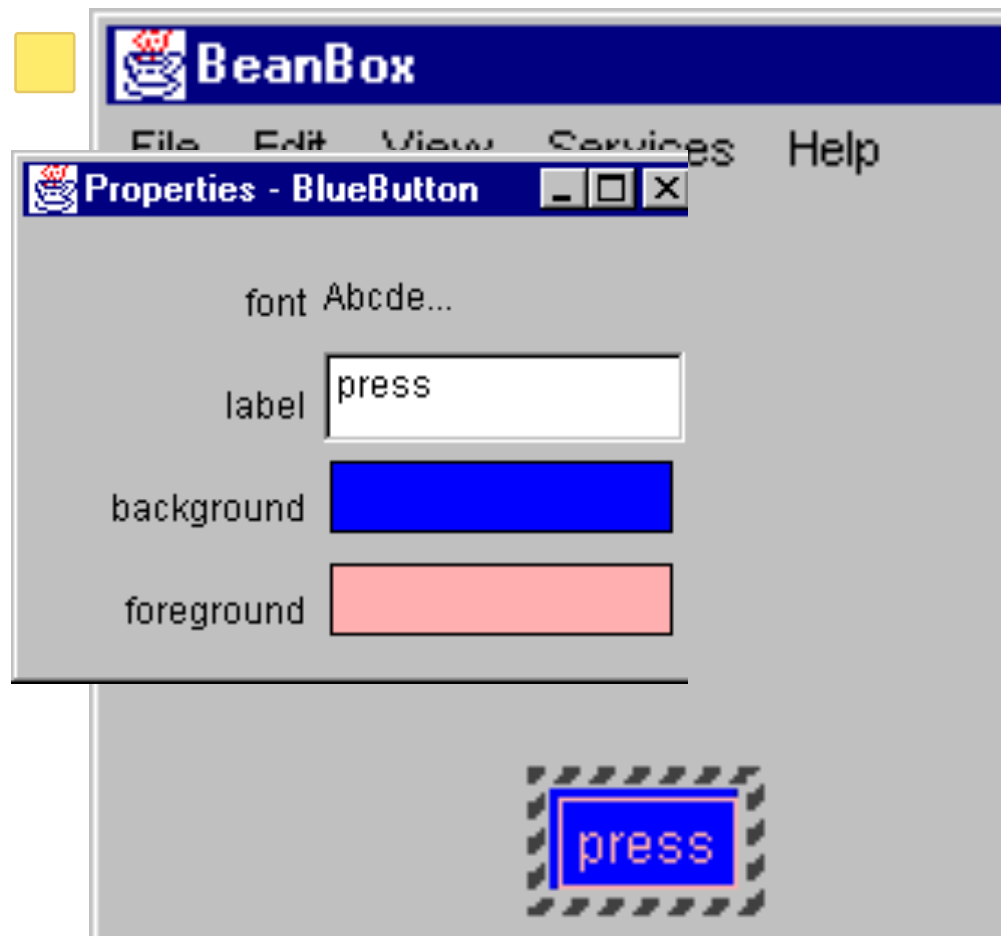 BeanBox
File Edit View Services Help
Properties - BlueButton
font Abcde...
label press
background
foreground
press